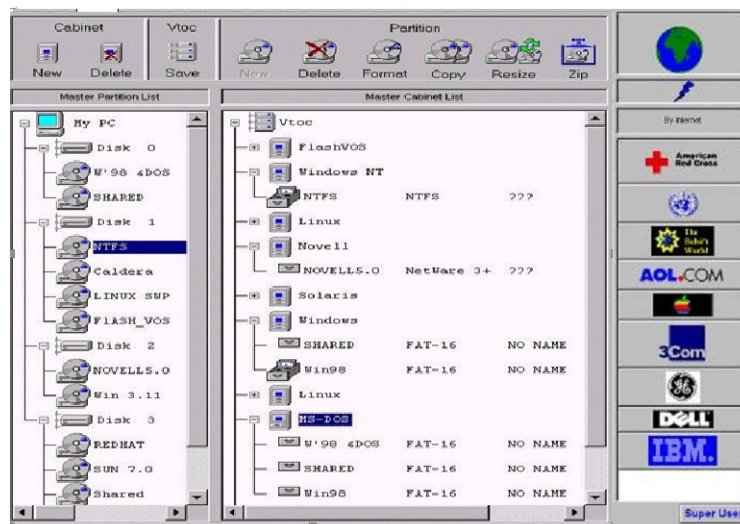 Cabinet
Vtoc
Partition
New
Delete
Save
New
Delete
Format
Copy
Resize
Zip
Master Partition List
Master Cabinet List
My PC
Disk 0
W'98 &DOS
SHARED
Disk 1
NTFS
Caldera
LINUX SWP
FLASH_VOS
Disk 2
NOVELL5.0
Win 3.11
Disk 3
REDHAT
SUN 7.0
Shared
Vtoc
FlashVOS
Windows NT
NTFS NTFS ???
Linux
Novell
NOVELL5.0 NetWare 3+ ???
Solaris
Windows
SHARED FAT-16 NO NAME
Win98 FAT-16 NO NAME
Linux
MS-DOS
W'98 &DOS FAT-16 NO NAME
SHARED FAT-16 NO NAME
Win98 FAT-16 NO NAME
By Internet
American
Red Cross
The
World
AOL.COM
3Com
GE
DELL
IBM.
Super User